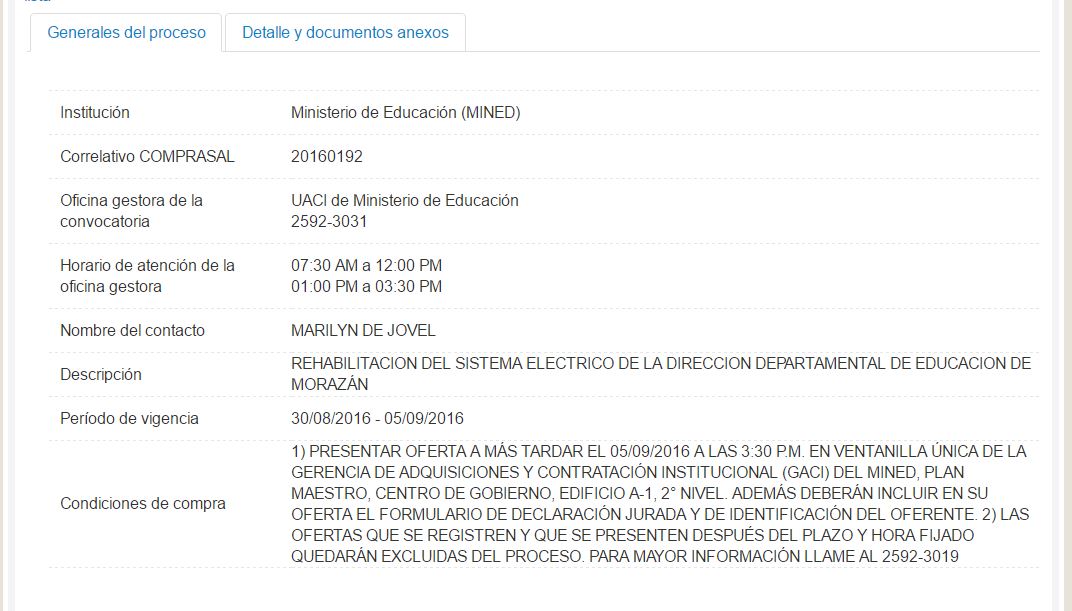 Generales del proceso
Detalle y documentos anexos
Institución
Ministerio de Educación (MINED)
Correlativo COMPRASAL
20160192
Oficina gestora de la
convocatoria
UACI de Ministerio de Educación
2592-3031
Horario de atención de la
oficina gestora
07:30 AM a 12:00 PM
01:00 PM a 03:30 PM
Nombre del contacto
MARILYN DE JOVEL
Descripción
REHABILITACION DEL SISTEMA ELECTRICO DE LA DIRECCION DEPARTAMENTAL DE EDUCACION DE
MORAZÁN
Período de vigencia
30/08/2016 - 05/09/2016
Condiciones de compra
1) PRESENTAR OFERTA A MÁS TARDAR EL 05/09/2016 A LAS 3:30 P.M. EN VENTANILLA ÚNICA DE LA
GERENCIA DE ADQUISICIONES Y CONTRATACIÓN INSTITUCIONAL (GACI) DEL MINED, PLAN
MAESTRO, CENTRO DE GOBIERNO, EDIFICIO A-1, 2° NIVEL. ADEMÁS DEBERÁN INCLUIR EN SU
OFERTA EL FORMULARIO DE DECLARACIÓN JURADA Y DE IDENTIFICACIÓN DEL OFERENTE. 2) LAS
OFERTAS QUE SE REGISTREN Y QUE SE PRESENTEN DESPUÉS DEL PLAZO Y HORA FIJADO
QUEDARÁN EXCLUIDAS DEL PROCESO. PARA MAYOR INFORMACIÓN LLAME AL 2592-3019